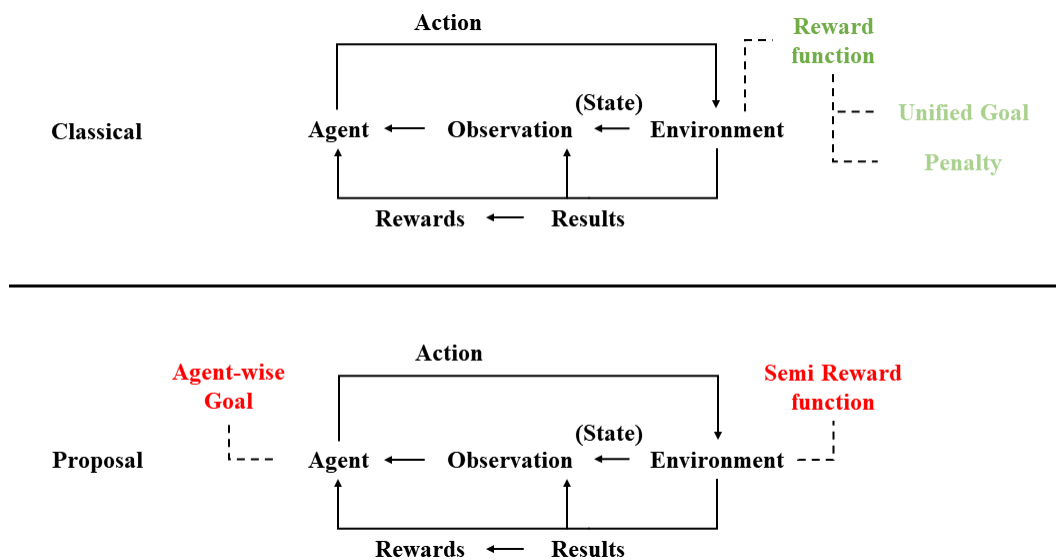 Action
Reward
function
(State)
Classical
Agent
Observation
Environment
Unified Goal
Penalty
Rewards
Results
Action
Agent-wise
Goal
Semi Reward
function
(State)
Proposal
Agent
Observation
Environment
Rewards
Results